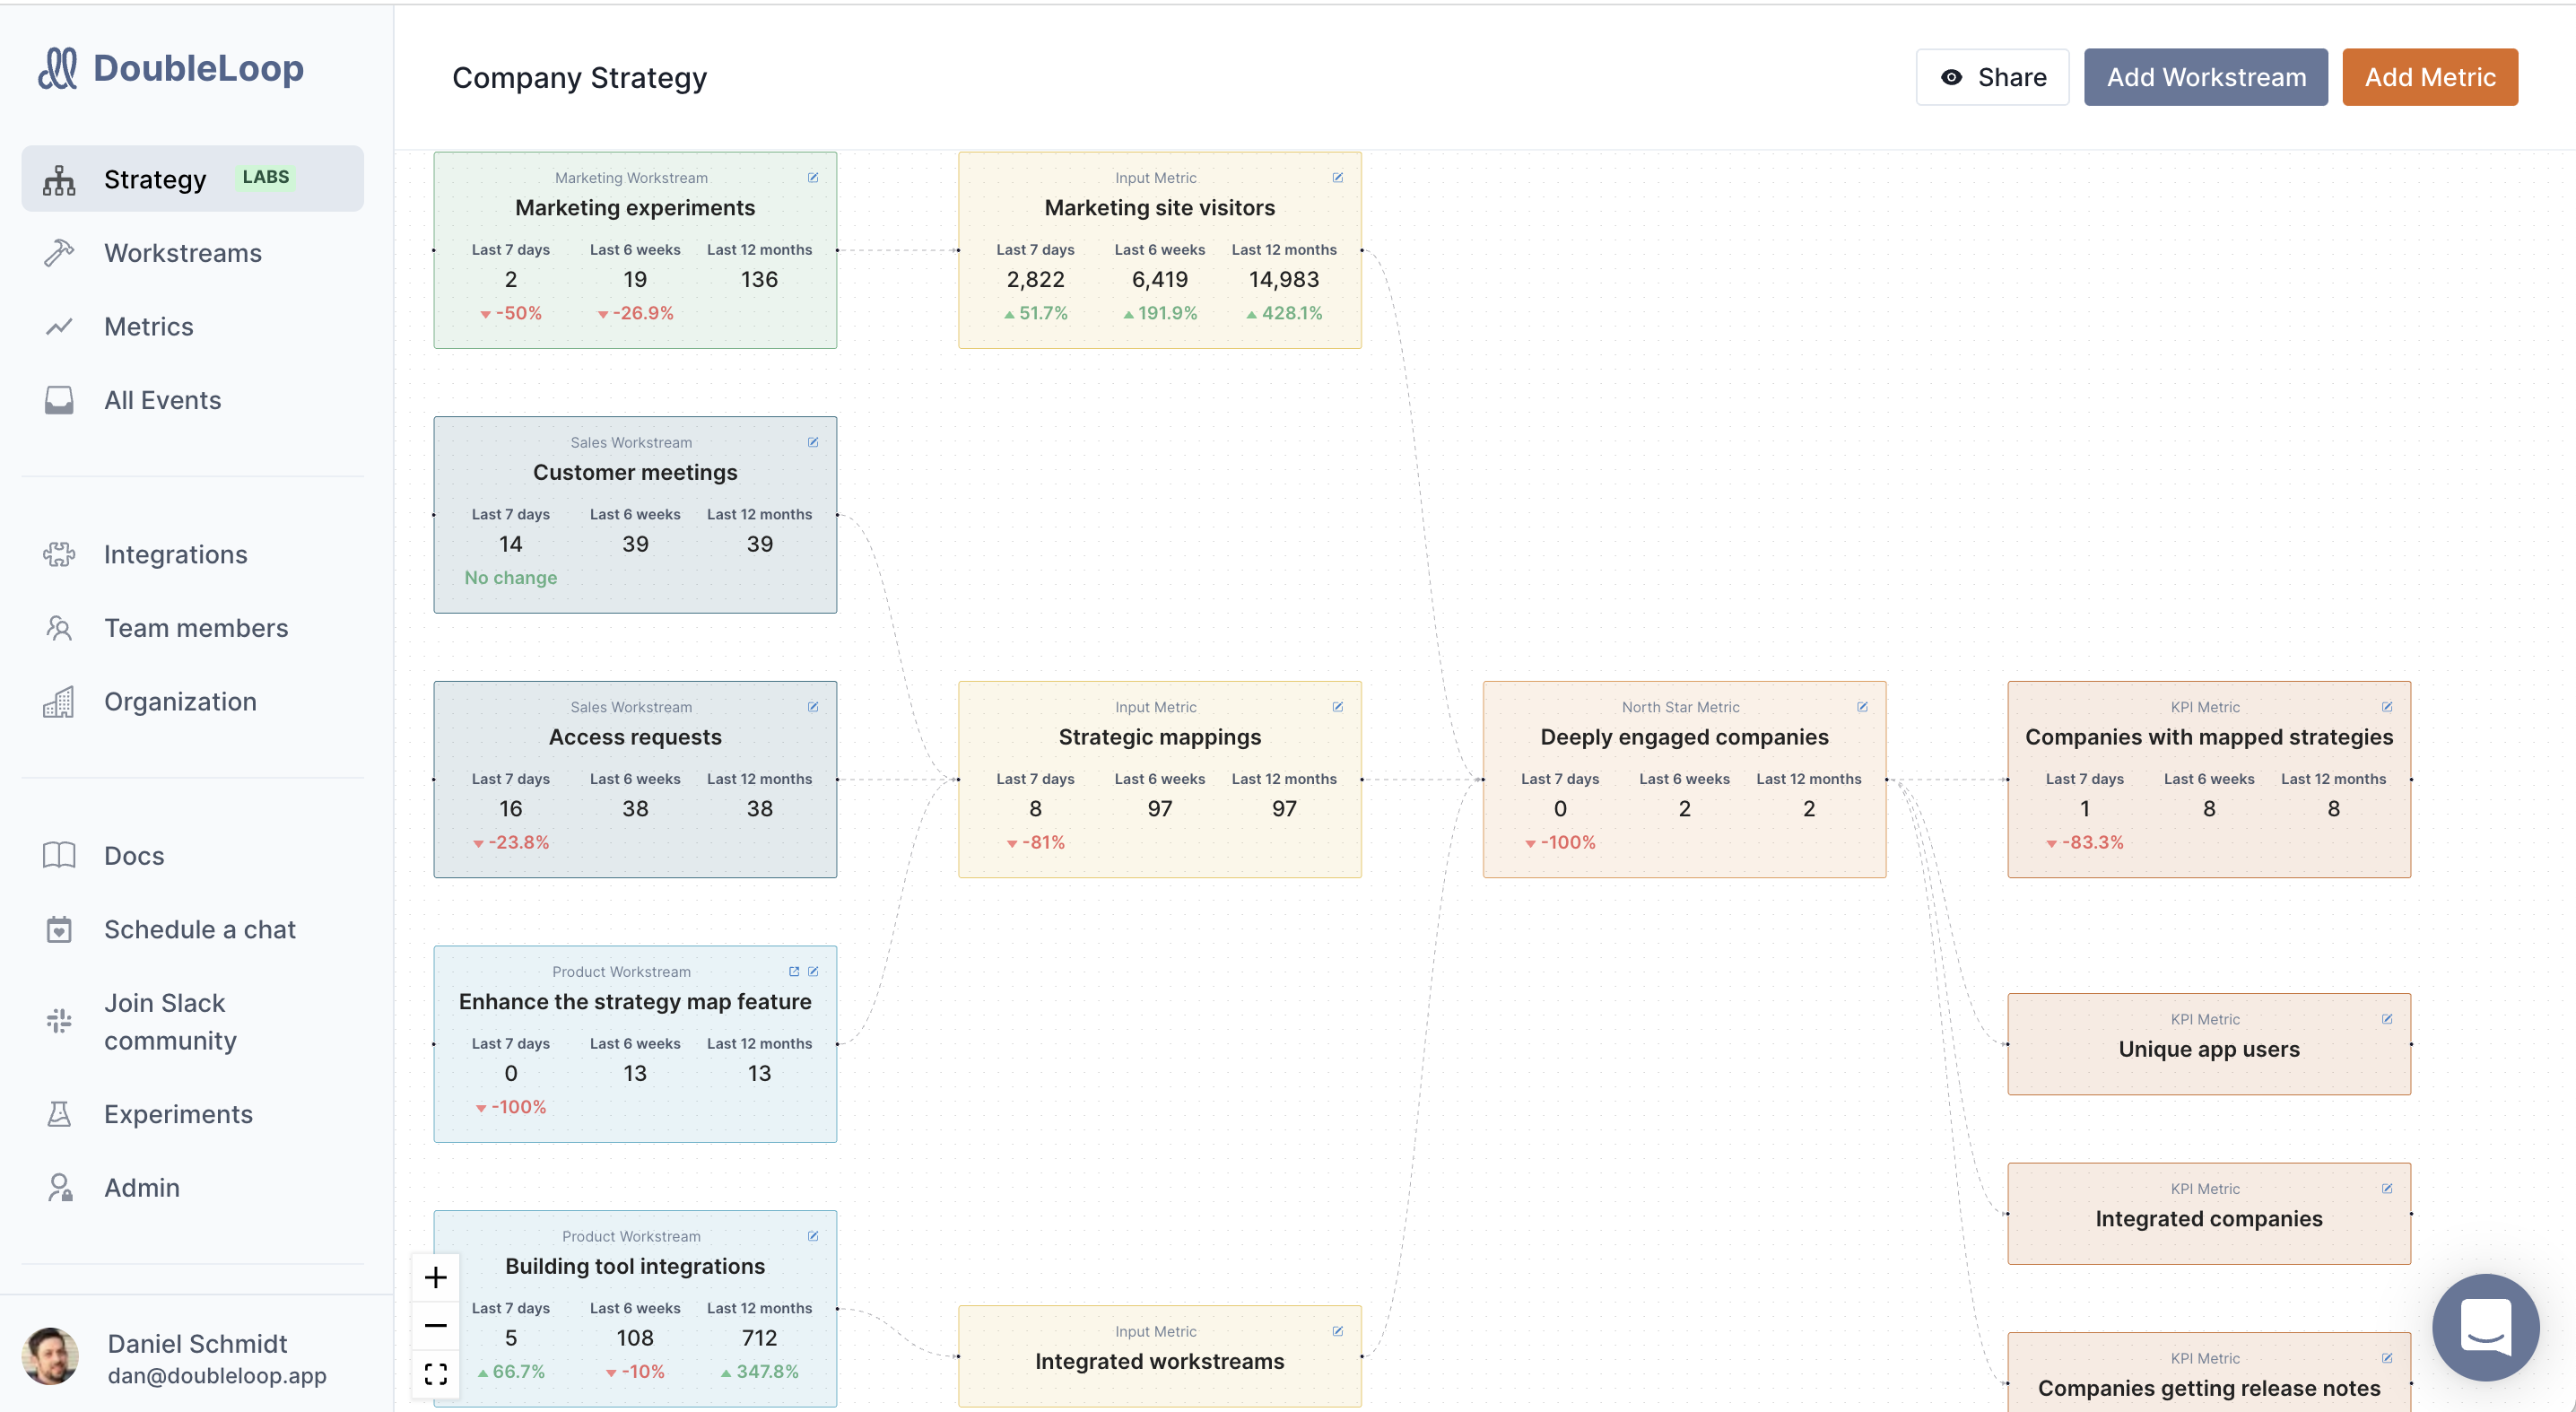 DoubleLoop
Strategy LABS
Workstreams
Metrics
All Events
Integrations
Team members
Organization
Docs
Schedule a chat
Join Slack
community
Experiments
Admin
Daniel Schmidt
dan@doubleloop.app
Company Strategy
Share
Add Workstream
Add Metric
Marketing Workstream
Marketing experiments
Last 7 days Last 6 weeks Last 12 months
2 19 136
-50% -26.9%
Input Metric
Marketing site visitors
Last 7 days Last 6 weeks Last 12 months
2,822 6,419 14,983
51.7% 191.9% 428.1%
Sales Workstream
Customer meetings
Last 7 days Last 6 weeks Last 12 months
14 39 39
No change
Sales Workstream
Access requests
Last 7 days Last 6 weeks Last 12 months
16 38 38
-23.8%
Input Metric
Strategic mappings
Last 7 days Last 6 weeks Last 12 months
8 97 97
-81%
North Star Metric
Deeply engaged companies
Last 7 days Last 6 weeks Last 12 months
0 2 2
-100%
KPI Metric
Companies with mapped strategies
Last 7 days Last 6 weeks Last 12 months
1 8 8
-83.3%
Product Workstream
Enhance the strategy map feature
Last 7 days Last 6 weeks Last 12 months
0 13 13
-100%
KPI Metric
Unique app users
KPI Metric
Integrated companies
Product Workstream
Building tool integrations
Last 7 days Last 6 weeks Last 12 months
5 108 712
66.7% -10% 347.8%
Input Metric
Integrated workstreams
KPI Metric
Companies getting release notes